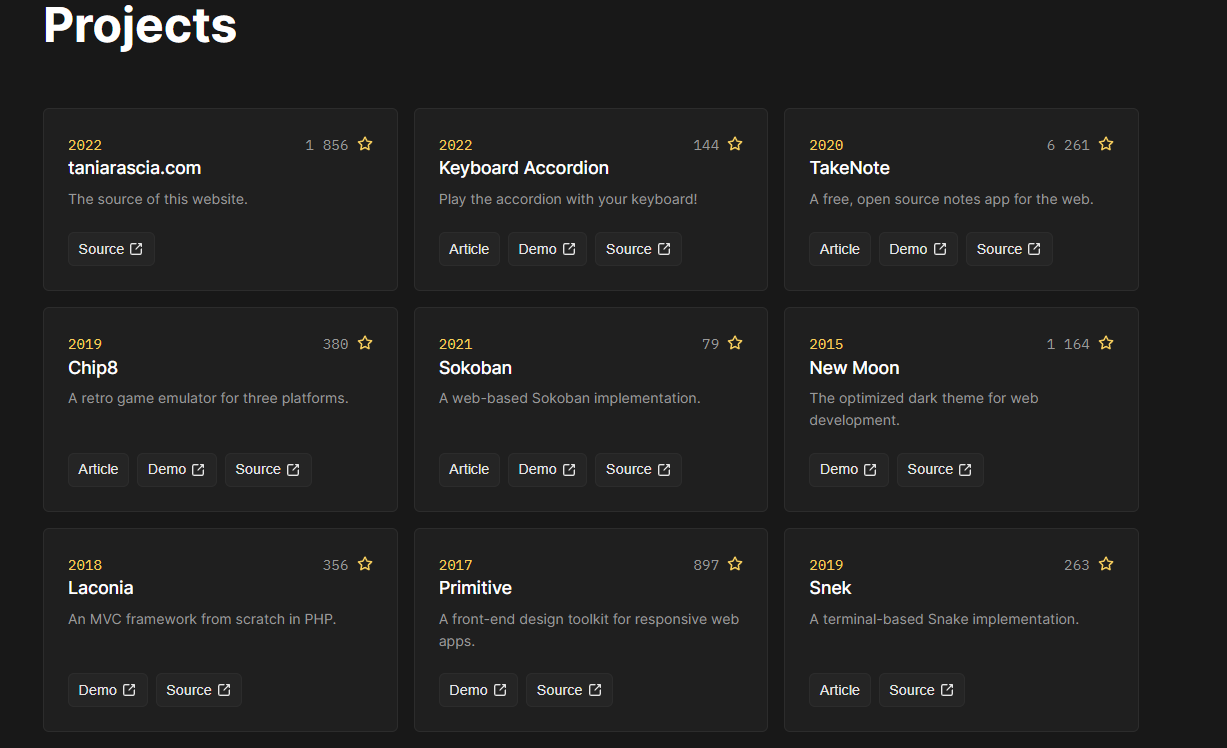 Projects
2022 1 856
taniarascia.com
The source of this website.
Source
2022 144
Keyboard Accordion
Play the accordion with your keyboard!
Article Demo Source
2020 6 261
TakeNote
A free, open source notes app for the web.
Article Demo Source
2019 380
Chip8
A retro game emulator for three platforms.
Article Demo Source
2021 79
Sokoban
A web-based Sokoban implementation.
Article Demo Source
2015 1 164
New Moon
The optimized dark theme for web
development.
Demo Source
2018 356
Laconia
An MVC framework from scratch in PHP.
Demo Source
2017 897
Primitive
A front-end design toolkit for responsive web
apps.
Demo Source
2019 263
Snek
A terminal-based Snake implementation.
Article Source